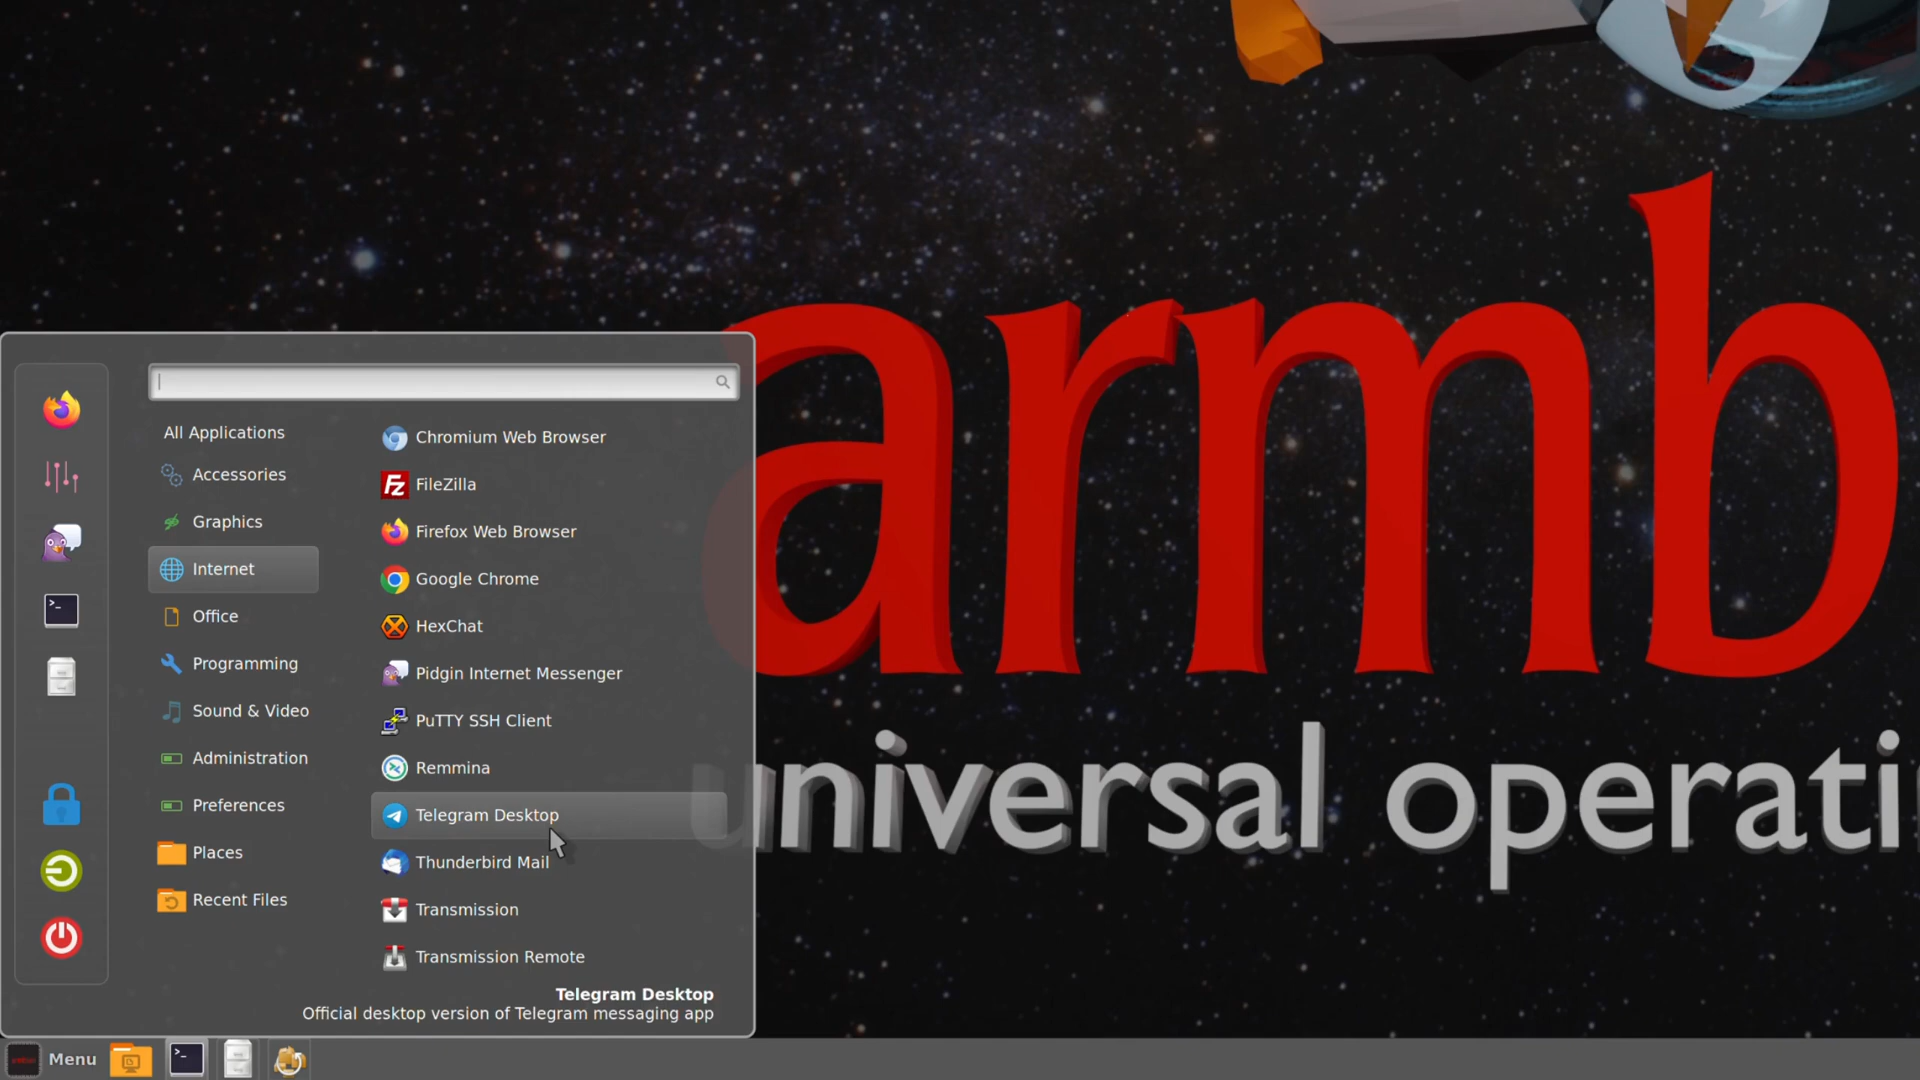 armb
universal operati
All Applications
Accessories
Graphics
Internet
Office
Programming
Sound & Video
Administration
Preferences
Places
Recent Files
Chromium Web Browser
FileZilla
Firefox Web Browser
Google Chrome
HexChat
Pidgin Internet Messenger
PuTTY SSH Client
Remmina
Telegram Desktop
Thunderbird Mail
Transmission
Transmission Remote
Telegram Desktop
Official desktop version of Telegram messaging app
Menu